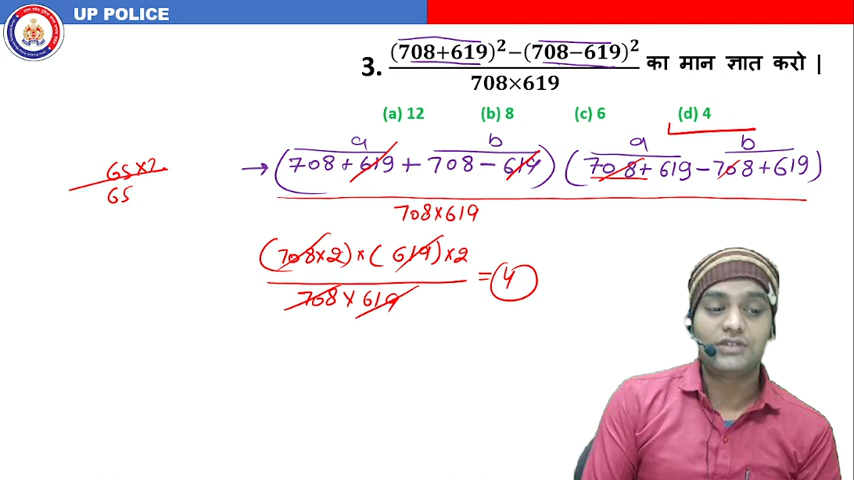 UP POLICE
3. (708+619)²−(708−619)² / 708×619 का मान ज्ञात करो |
(a) 12 (b) 8 (c) 6 (d) 4
a b a b
→ (708+619+708−619) (708+619−708+619)
708×619
65×2
65
(708×2)×(619)×2
708×619
=4